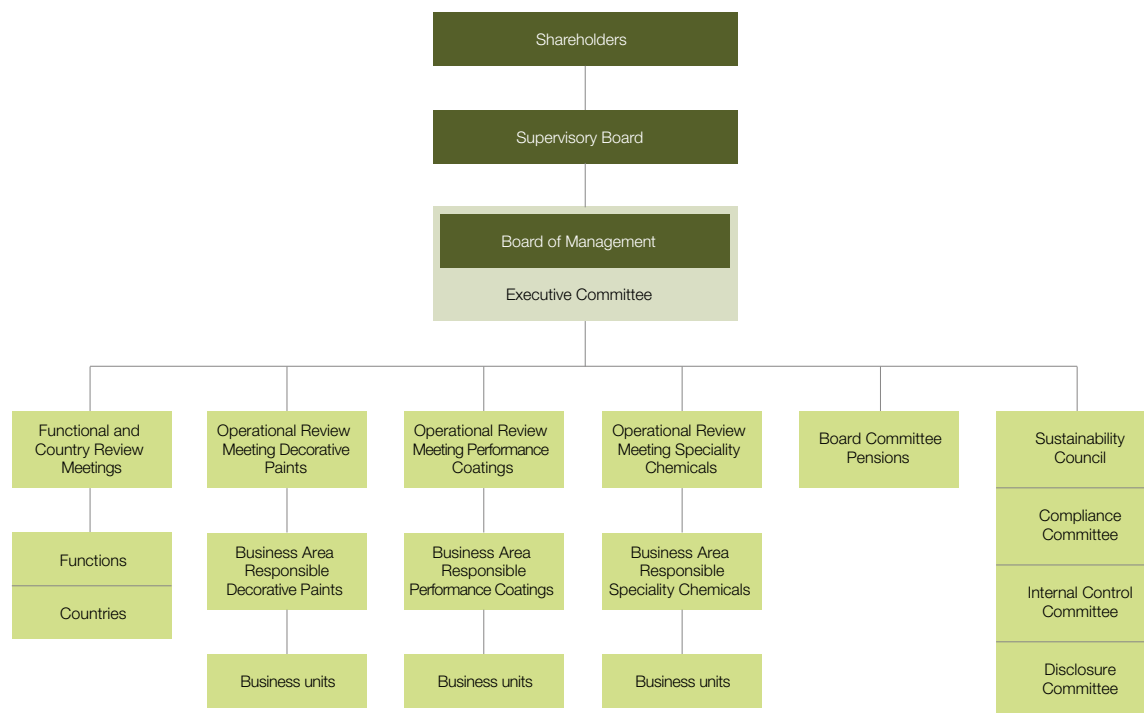 Shareholders
Supervisory Board
Board of Management
Executive Committee
Functional and
Country Review
Meetings
Operational Review
Meeting Decorative
Paints
Operational Review
Meeting Performance
Coatings
Operational Review
Meeting Speciality
Chemicals
Board Committee
Pensions
Sustainability
Council
Functions
Countries
Business Area
Responsible
Decorative Paints
Business Area
Responsible
Performance Coatings
Business Area
Responsible
Speciality Chemicals
Compliance
Committee
Internal Control
Committee
Business units
Business units
Business units
Disclosure
Committee